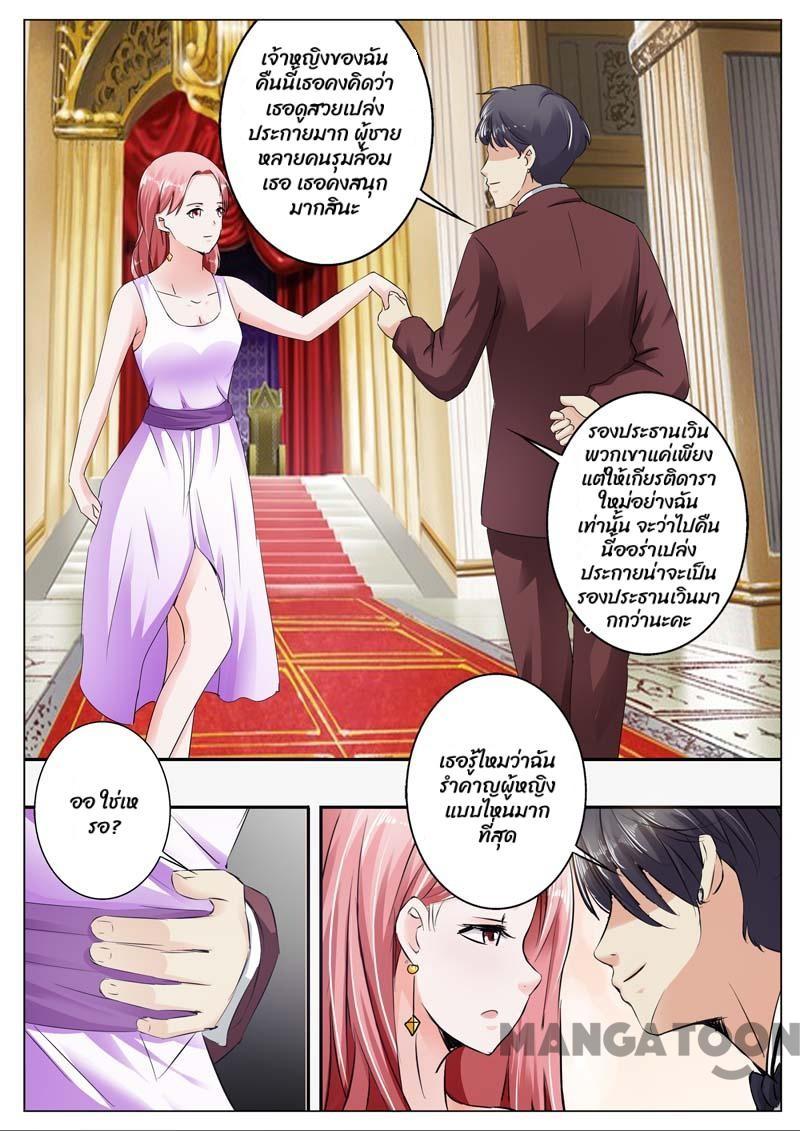 เจ้าหญิงของฉัน
คืนนี้เธอคงคิดว่า
เธอดูสวยเปล่ง
ประกายมาก ผู้ชาย
หลายคนรุมล้อม
เธอ เธอคงสนุก
มากสินะ
รองประธานเวิน
พวกเขาแค่เพียง
แต่ให้เกียรติดารา
ใหม่อย่างฉัน
เท่านั้น จะว่าไปคืน
นี้ออร่าเปล่ง
ประกายน่าจะเป็น
รองประธานเวินมา
กกว่านะคะ
ออ ใช่เห
รอ?
เธอรู้ไหมว่าฉัน
รำคาญผู้หญิง
แบบไหนมาก
ที่สุด
MANGATOON